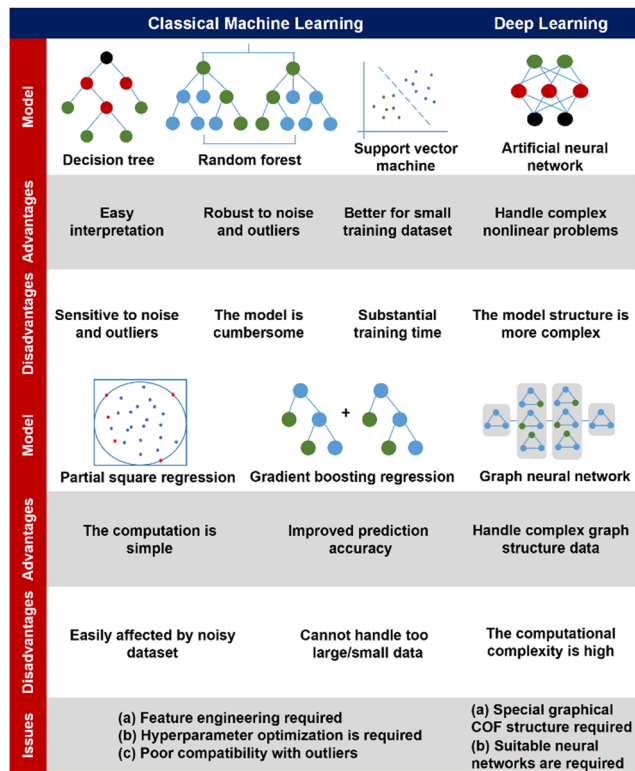 Classical Machine Learning
Deep Learning
Model
Decision tree
Random forest
Support vector
machine
Artificial neural
network
Advantages
Easy
interpretation
Robust to noise
and outliers
Better for small
training dataset
Handle complex
nonlinear problems
Disadvantages
Sensitive to noise
and outliers
The model is
cumbersome
Substantial
training time
The model structure is
more complex
Model
Partial square regression
+
Gradient boosting regression
Graph neural network
Advantages
The computation is
simple
Improved prediction
accuracy
Handle complex graph
structure data
Disadvantages
Easily affected by noisy
dataset
Cannot handle too
large/small data
The computational
complexity is high
Issues
(a) Feature engineering required
(b) Hyperparameter optimization is required
(c) Poor compatibility with outliers
(a) Special graphical
COF structure required
(b) Suitable neural
networks are required